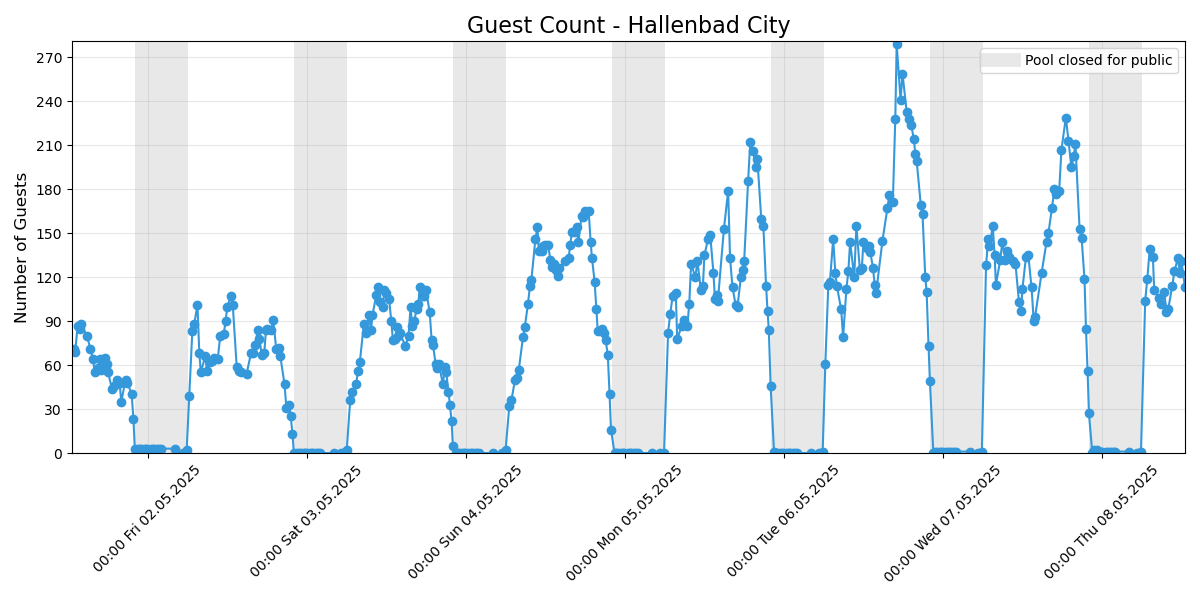 Guest Count - Hallenbad City
Pool closed for public
Number of Guests
270
240
210
180
150
120
90
60
30
0
00:00 Fri 02.05.2025
00:00 Sat 03.05.2025
00:00 Sun 04.05.2025
00:00 Mon 05.05.2025
00:00 Tue 06.05.2025
00:00 Wed 07.05.2025
00:00 Thu 08.05.2025